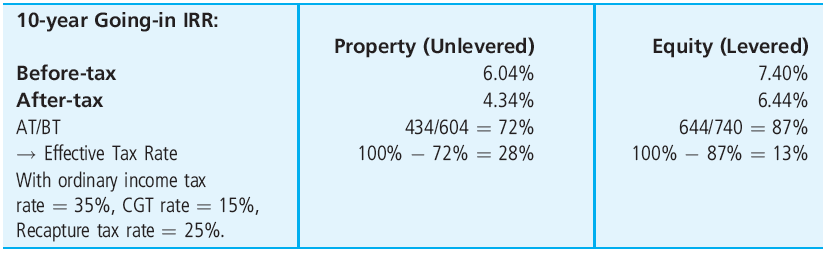 10-year Going-in IRR:
Property (Unlevered) Equity (Levered)
Before-tax 6.04% 7.40%
After-tax 4.34% 6.44%
AT/BT 434/604 = 72% 644/740 = 87%
→ Effective Tax Rate 100% − 72% = 28% 100% − 87% = 13%
With ordinary income tax
rate = 35%, CGT rate = 15%,
Recapture tax rate = 25%.